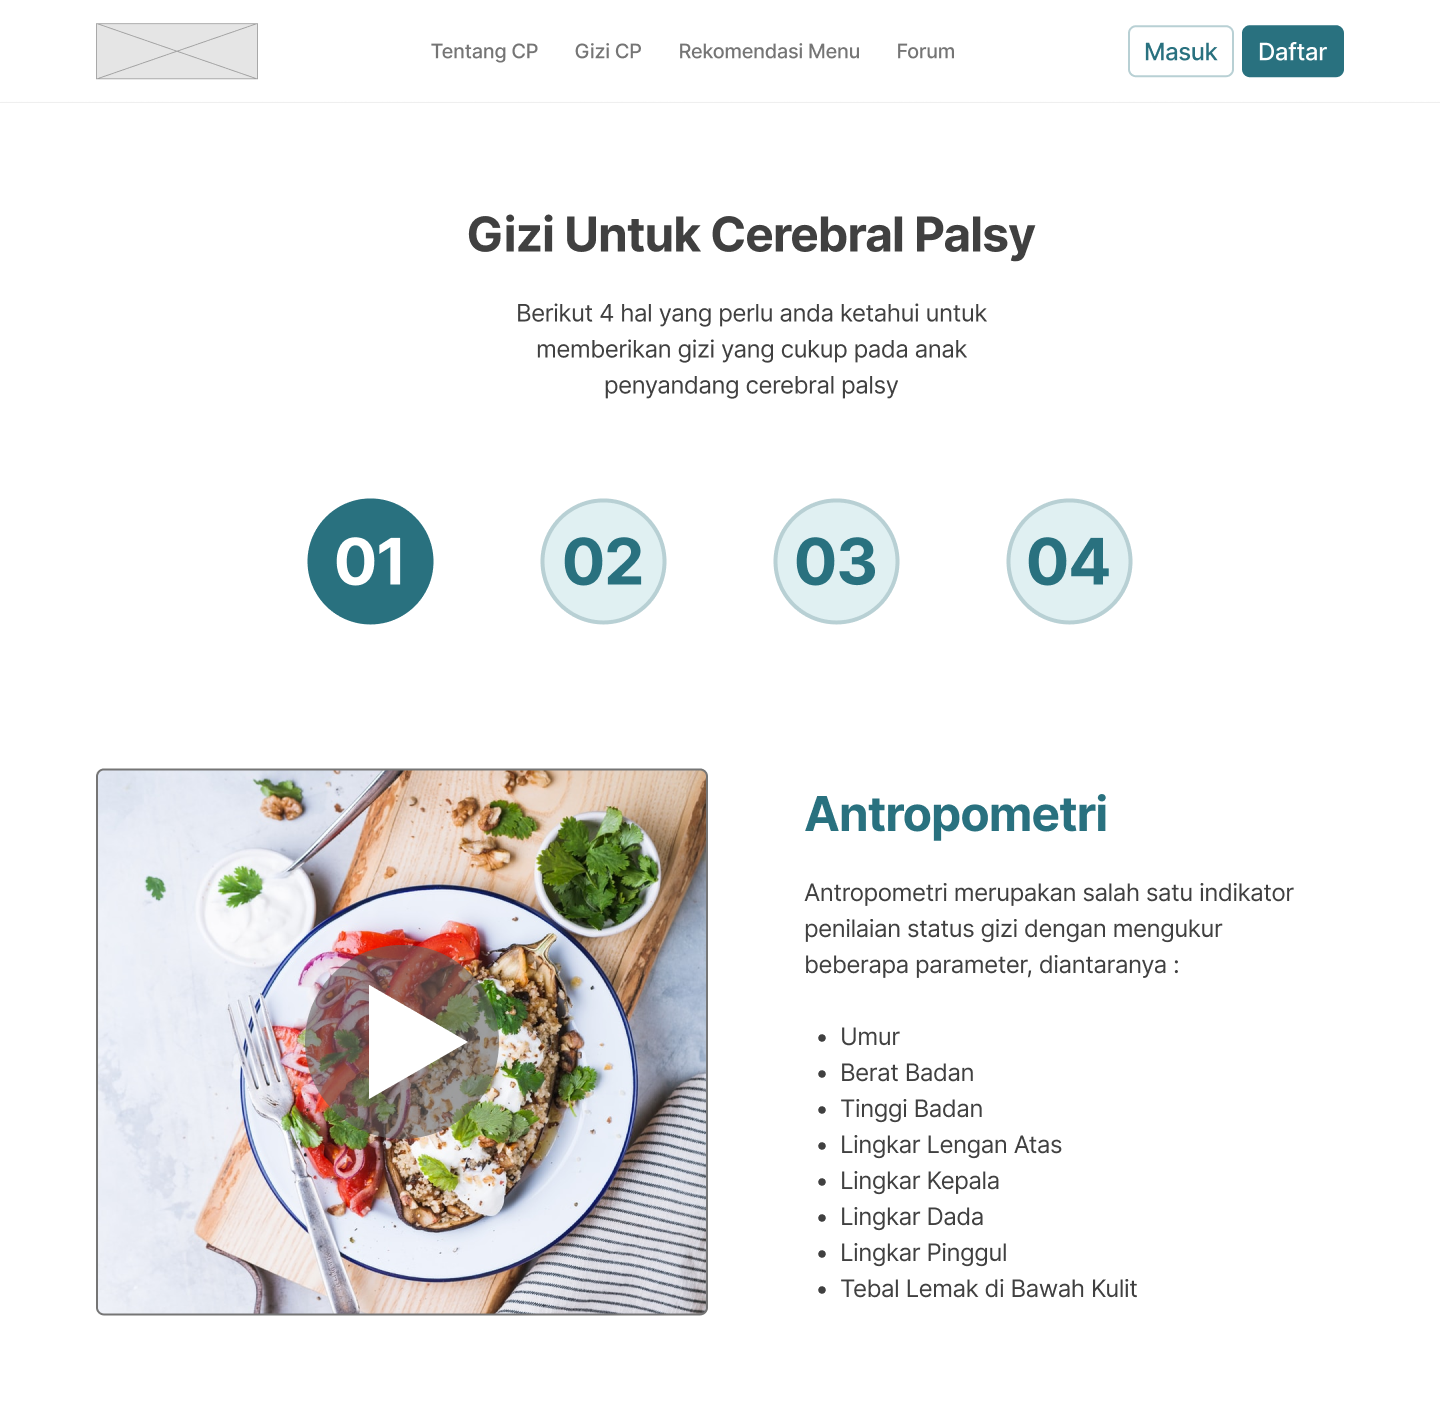 Tentang CP
Gizi CP
Rekomendasi Menu
Forum
Masuk
Daftar
Gizi Untuk Cerebral Palsy
Berikut 4 hal yang perlu anda ketahui untuk
memberikan gizi yang cukup pada anak
penyandang cerebral palsy
01
02
03
04
Antropometri
Antropometri merupakan salah satu indikator
penilaian status gizi dengan mengukur
beberapa parameter, diantaranya :
• Umur
• Berat Badan
• Tinggi Badan
• Lingkar Lengan Atas
• Lingkar Kepala
• Lingkar Dada
• Lingkar Pinggul
• Tebal Lemak di Bawah Kulit